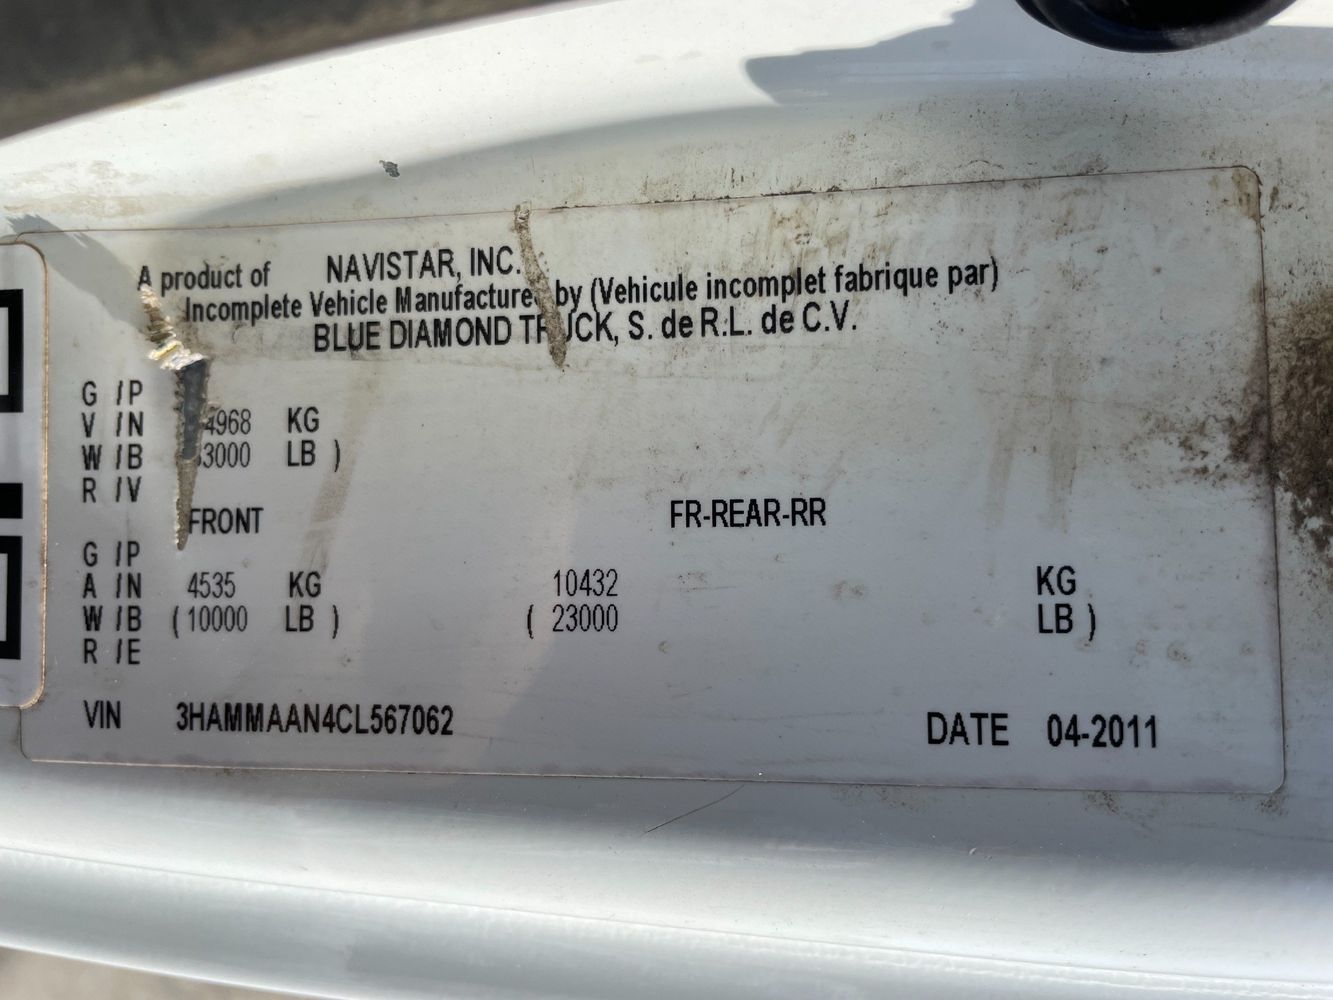 A product of NAVISTAR, INC.
Incomplete Vehicle Manufacture by (Vehicule incomplet fabrique par)
BLUE DIAMOND TRUCK, S. de R.L. de C.V.
G /P
V /N 4968 KG
W /B 3000 LB )
R /V
FRONT FR-REAR-RR
G /P
A /N 4535 KG 10432 KG
W /B ( 10000 LB ) ( 23000 LB )
R /E
VIN 3HAMMAAN4CL567062 DATE 04-2011